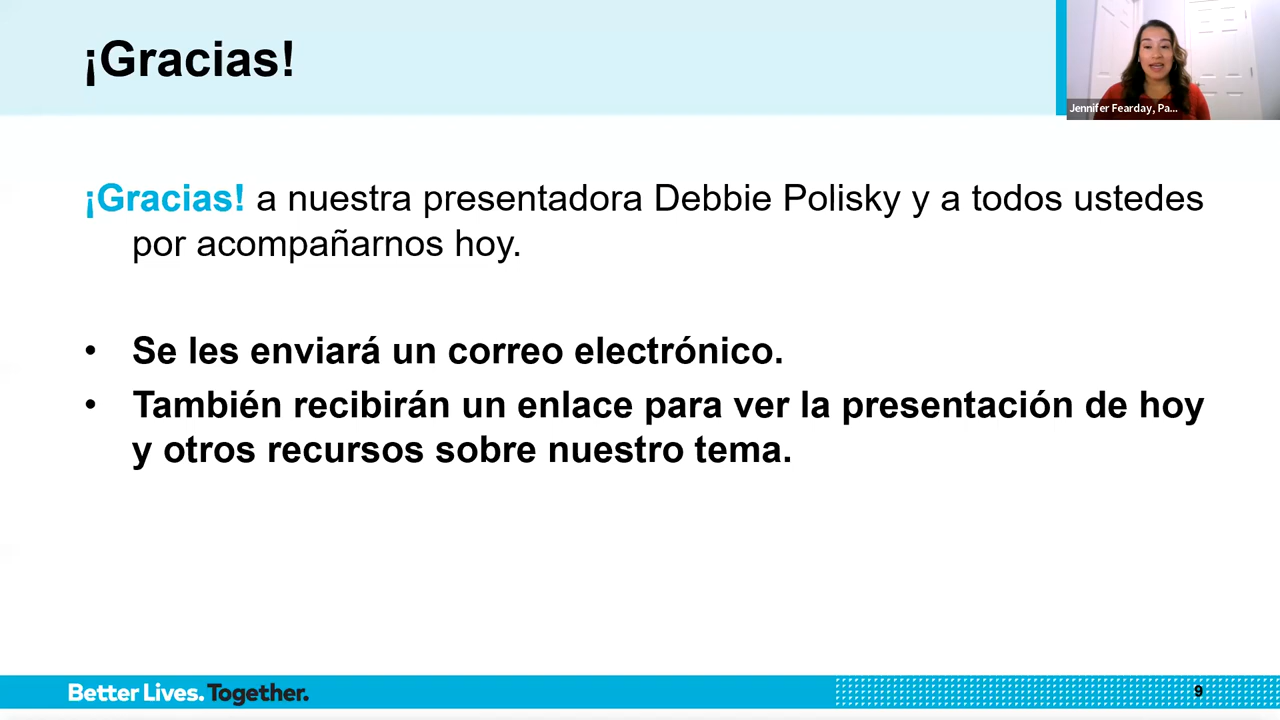 ¡Gracias!
Jennifer Fearday, Pa...
¡Gracias! a nuestra presentadora Debbie Polisky y a todos ustedes
por acompañarnos hoy.
• Se les enviará un correo electrónico.
• También recibirán un enlace para ver la presentación de hoy
y otros recursos sobre nuestro tema.
Better Lives. Together.
9